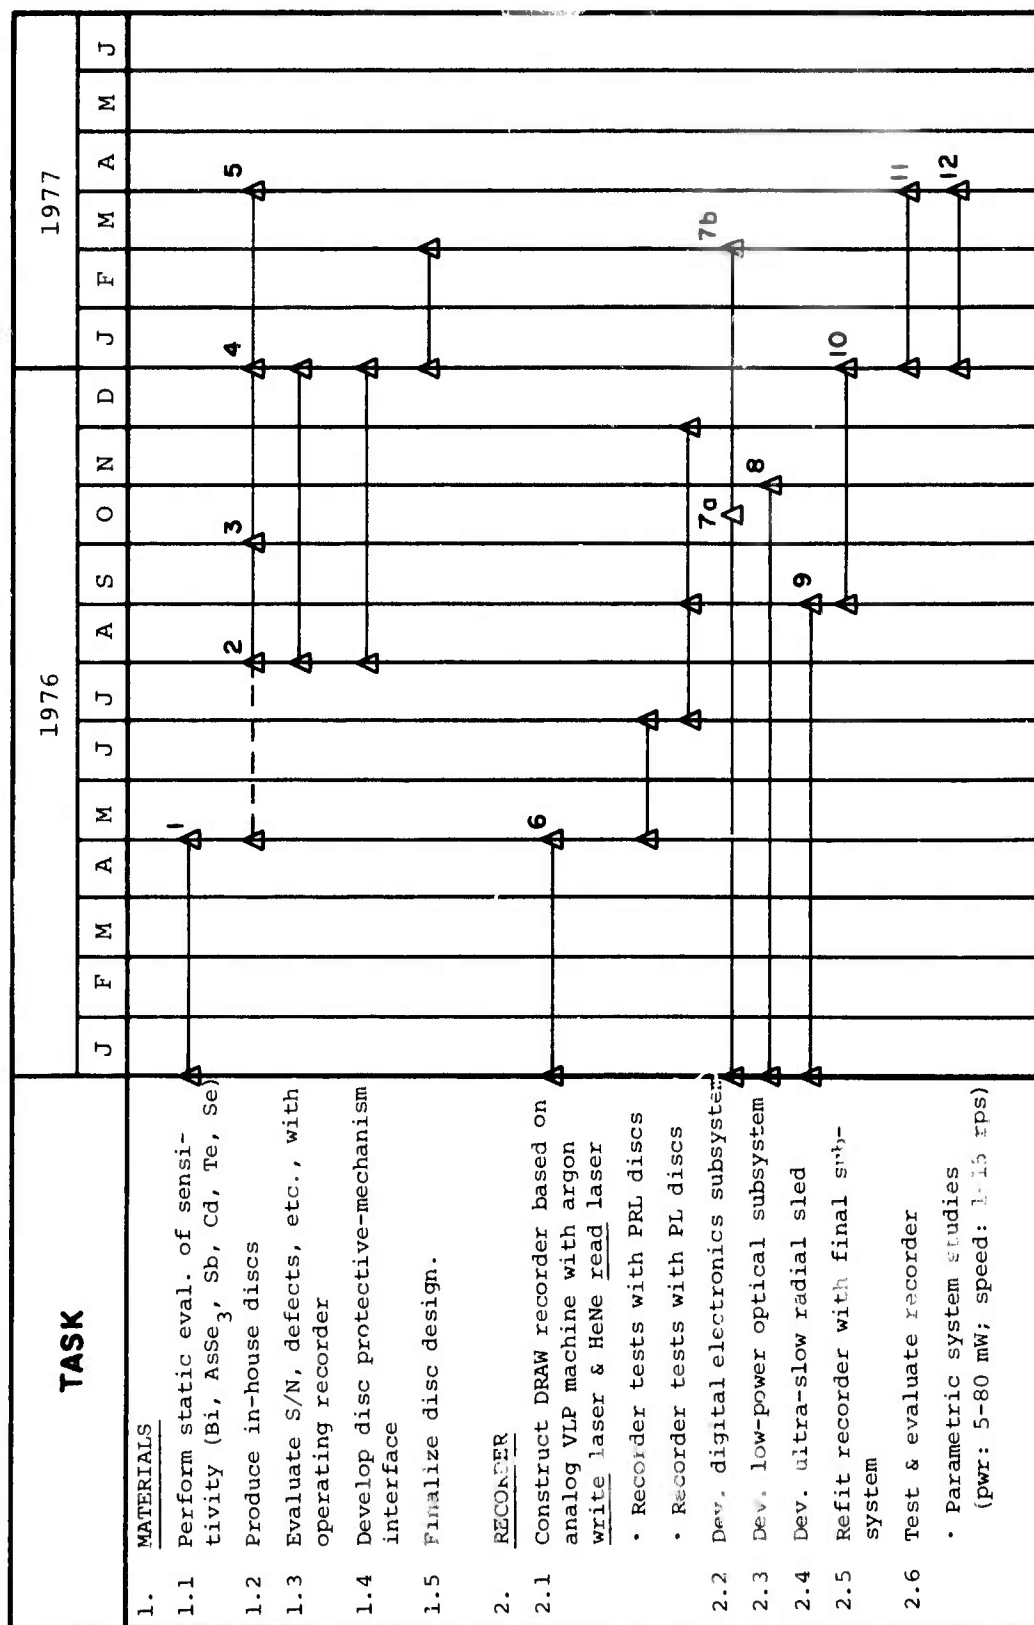 TASK
1976
1977
J F M A M J J A S O N D J F M A M J
1. MATERIALS
1.1 Perform static eval. of sensi-
tivity (Bi, AsSe3, Sb, Cd, Te, Se)
1
1.2 Produce in-house discs
2 3 4 5
1.3 Evaluate S/N, defects, etc., with
operating recorder
1.4 Develop disc protective-mechanism
interface
1.5 Finalize disc design.
2. RECORDER
2.1 Construct DRAW recorder based on
analog VLP machine with argon
write laser & HeNe read laser
6
• Recorder tests with PRL discs
• Recorder tests with PL discs
2.2 Dev. digital electronics subsystem
7a 7b
2.3 Dev. low-power optical subsystem
8
2.4 Dev. ultra-slow radial sled
9
2.5 Refit recorder with final sub-
system
10
2.6 Test & evaluate recorder
11
• Parametric system studies
(pwr: 5-80 mW; speed: 1-15 rps)
12